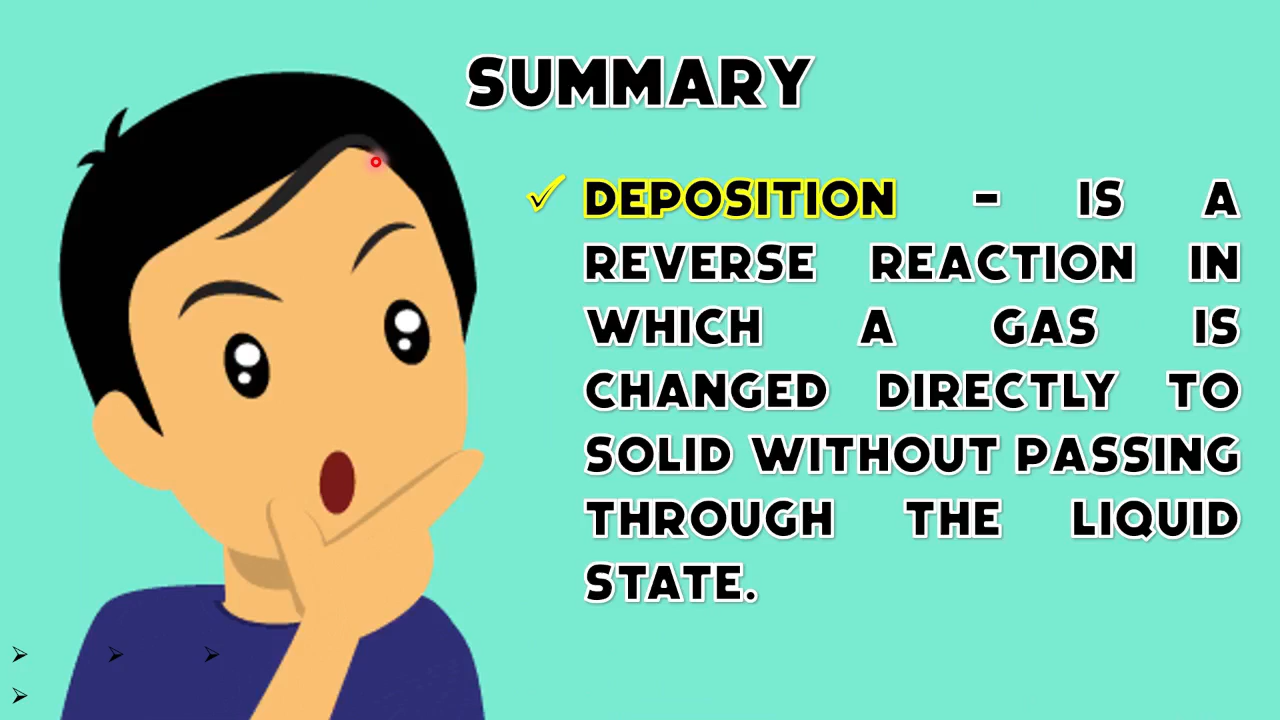 SUMMARY
✓ DEPOSITION - IS A
REVERSE REACTION IN
WHICH A GAS IS
CHANGED DIRECTLY TO
SOLID WITHOUT PASSING
THROUGH THE LIQUID
STATE.